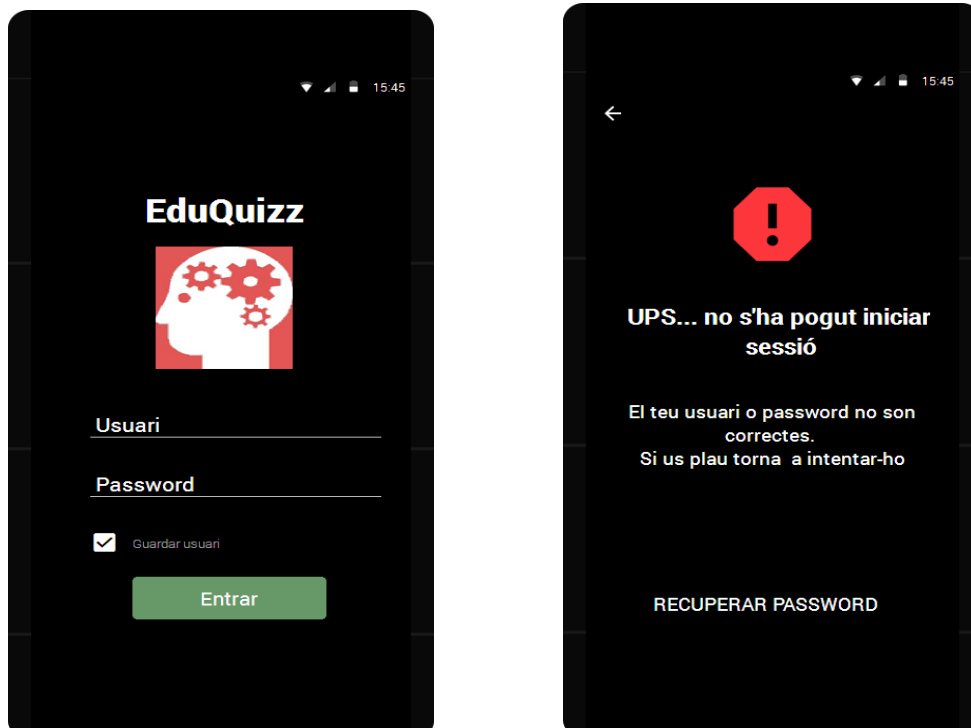 15:45
EduQuizz
Usuari
Password
Guardar usuari
Entrar
15:45
UPS... no s'ha pogut iniciar
sessió
El teu usuari o password no son
correctes.
Si us plau torna  a intentar-ho
RECUPERAR PASSWORD